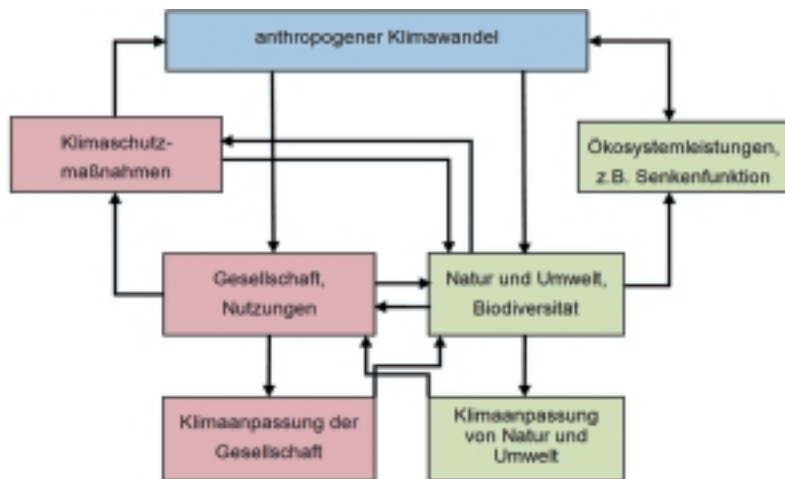 anthropogener Klimawandel
Klimaschutz-
maßnahmen
Ökosystemleistungen,
z.B. Senkenfunktion
Gesellschaft,
Nutzungen
Natur und Umwelt,
Biodiversität
Klimaanpassung der
Gesellschaft
Klimaanpassung
von Natur und
Umwelt